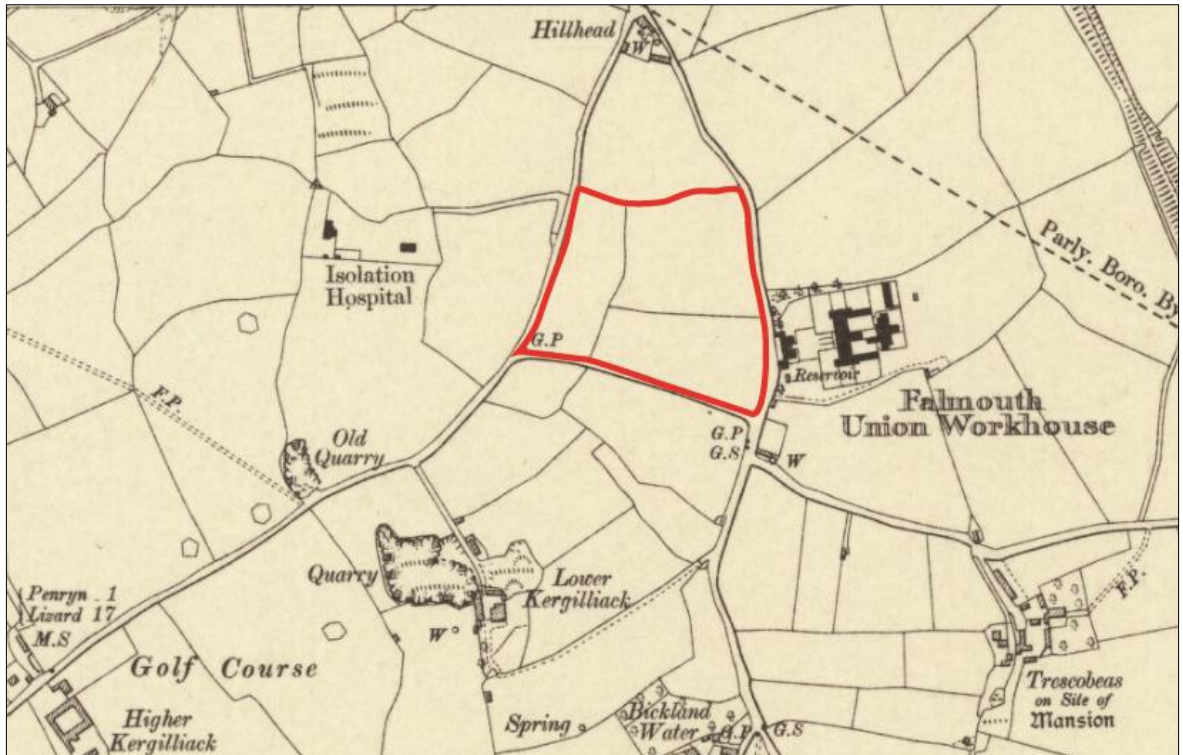 Hillhead
W
Parly. Boro. By
Isolation
Hospital
G.P
Reservoir
Falmouth
Union Workhouse
F.P.
Old
Quarry
G.P
G.S
W
Quarry
Lower
Kergilliack
Penryn 1
Lizard 17
M.S
W
F.P.
Golf Course
Higher
Kergilliack
Spring
Bickland
Water
G.P
G.S
Trescobeas
on Site of
Mansion